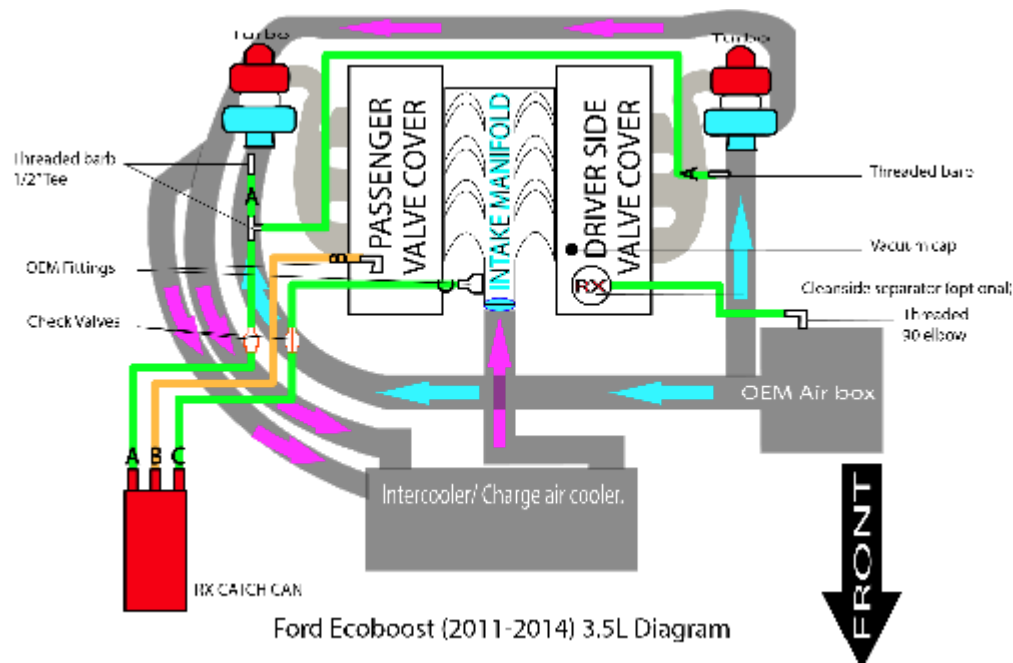 Turbo
Turbo
PASSENGER
VALVE COVER
INTAKE MANIFOLD
DRIVER SIDE
VALVE COVER
Threaded barb
1/2" Tee
A
A
Threaded barb
OEM Fittings
Vacuum cap
RX
Cleanside separator (optional)
Threaded
90 elbow
Check Valves
OEM Air box
A B C
Intercooler/ Charge air cooler.
RX CATCH CAN
FRONT
Ford Ecoboost (2011-2014) 3.5L Diagram